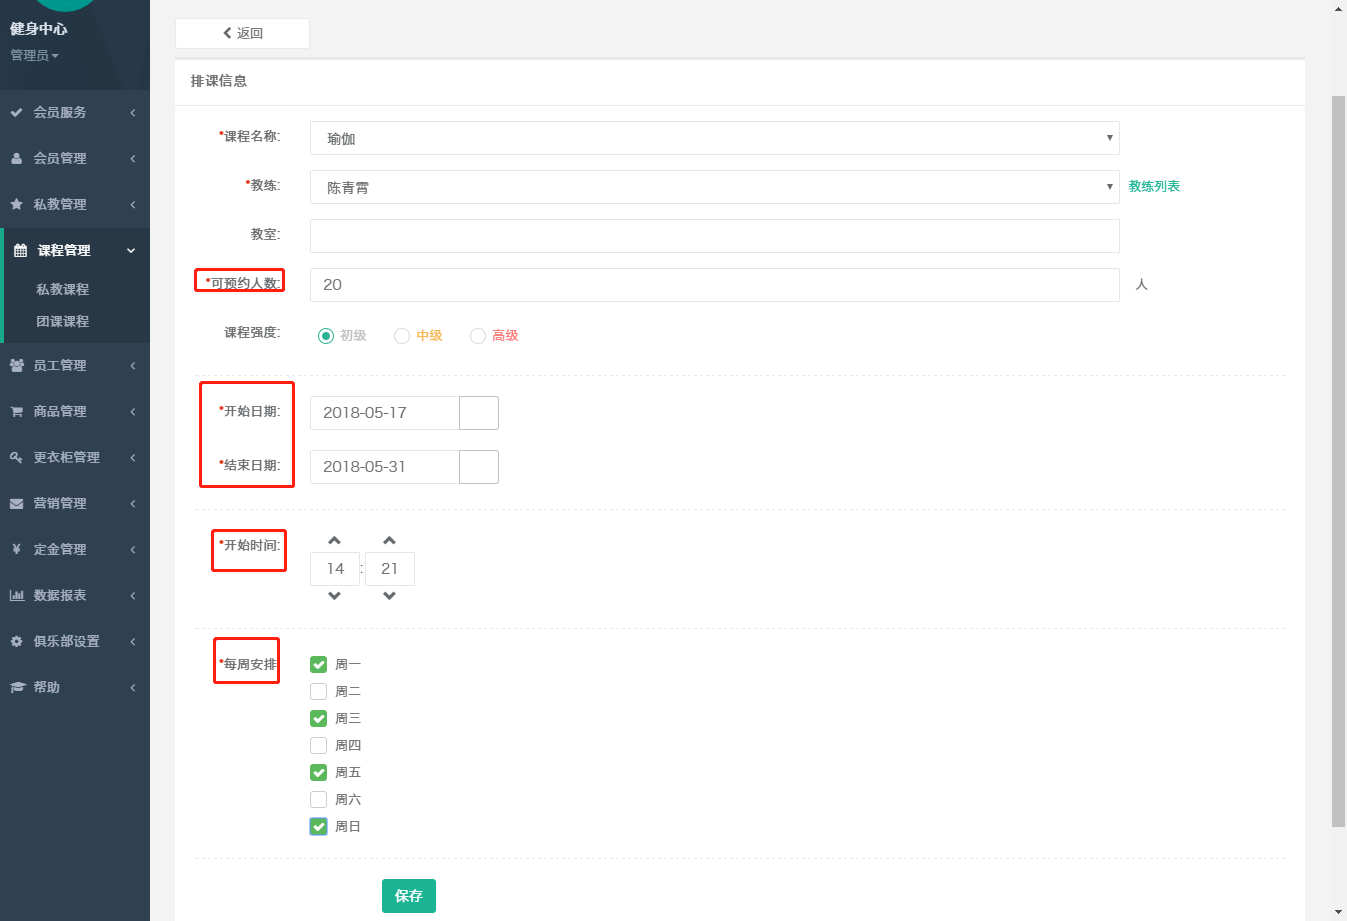 健身中心
管理员
会员服务
会员管理
私教管理
课程管理
私教课程
团课课程
员工管理
商品管理
更衣柜管理
营销管理
定金管理
数据报表
俱乐部设置
帮助
返回
排课信息
*课程名称: 瑜伽
*教练: 陈青霄 教练列表
教室:
*可预约人数: 20 人
课程强度: 初级 中级 高级
*开始日期: 2018-05-17
*结束日期: 2018-05-31
*开始时间: 14 : 21
*每周安排 周一
周二
周三
周四
周五
周六
周日
保存